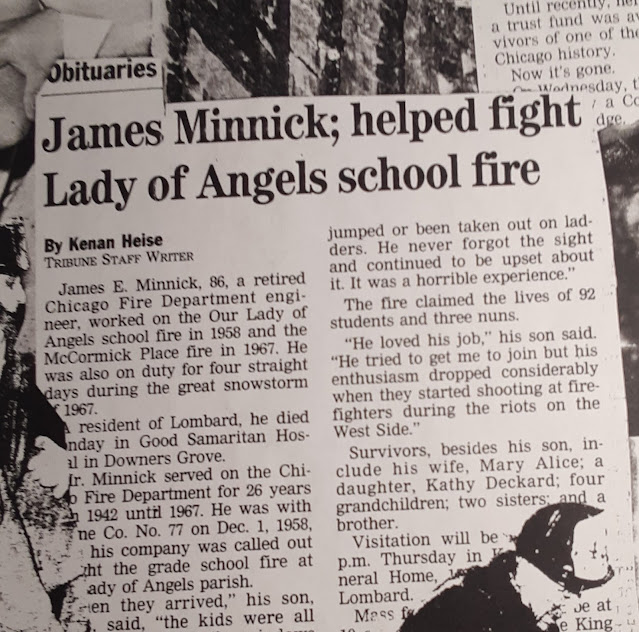 Obituaries
James Minnick; helped fight
Lady of Angels school fire
By Kenan Heise
TRIBUNE STAFF WRITER
James E. Minnick, 86, a retired
Chicago Fire Department engi-
neer, worked on the Our Lady of
Angels school fire in 1958 and the
McCormick Place fire in 1967. He
was also on duty for four straight
days during the great snowstorm
1967.
resident of Lombard, he died
nday in Good Samaritan Hos-
al in Downers Grove.
r. Minnick served on the Chi-
o Fire Department for 26 years
1942 until 1967. He was with
ne Co. No. 77 on Dec. 1, 1958,
his company was called out
ht the grade school fire at
ady of Angels parish.
en they arrived," his son,
said, "the kids were all
jumped or been taken out on lad-
ders. He never forgot the sight
and continued to be upset about
it. It was a horrible experience."
The fire claimed the lives of 92
students and three nuns.
"He loved his job," his son said.
"He tried to get me to join but his
enthusiasm dropped considerably
when they started shooting at fire-
fighters during the riots on the
West Side."
Survivors, besides his son, in-
clude his wife, Mary Alice; a
daughter, Kathy Deckard; four
grandchildren; two sisters; and a
brother.
Visitation will be
p.m. Thursday in
neral Home,
Lombard.
Mass
be at
e King
Until recently,
a trust fund was a
vivors of one of the
Chicago history.
Now it's gone.
On Wednesday,
a Co
dge.